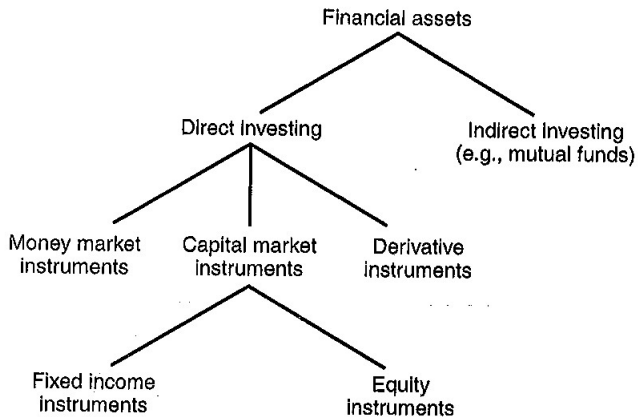 Financial assets
Direct investing
Indirect investing
(e.g., mutual funds)
Money market
instruments
Capital market
instruments
Derivative
instruments
Fixed income
instruments
Equity
instruments